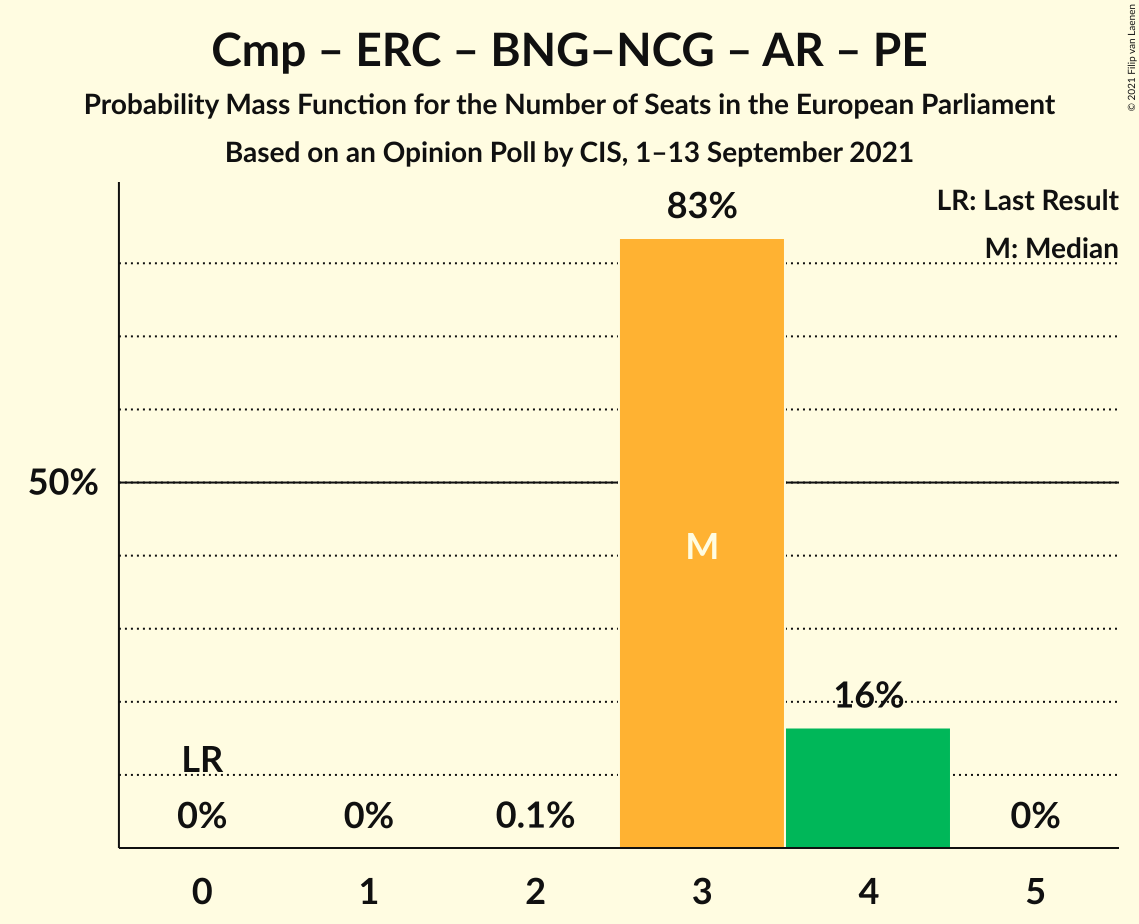 Cmp – ERC – BNG–NCG – AR – PE
Probability Mass Function for the Number of Seats in the European Parliament
Based on an Opinion Poll by CIS, 1–13 September 2021
© 2021 Filip van Laenen
LR: Last Result
M: Median
83%
50%
M
16%
LR
0%
0%
0.1%
0%
0
1
2
3
4
5